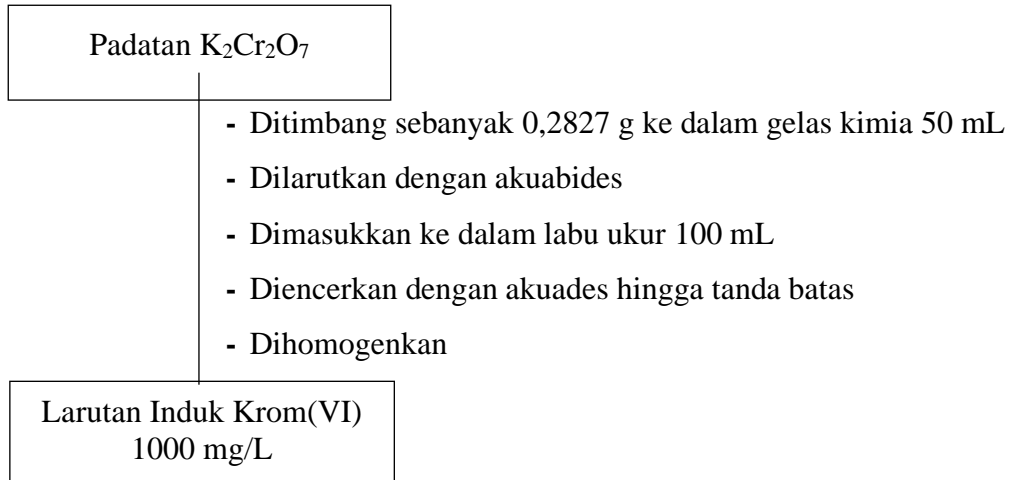 Padatan K₂Cr₂O₇
- Ditimbang sebanyak 0,2827 g ke dalam gelas kimia 50 mL
- Dilarutkan dengan akuabides
- Dimasukkan ke dalam labu ukur 100 mL
- Diencerkan dengan akuades hingga tanda batas
- Dihomogenkan
Larutan Induk Krom(VI)
1000 mg/L